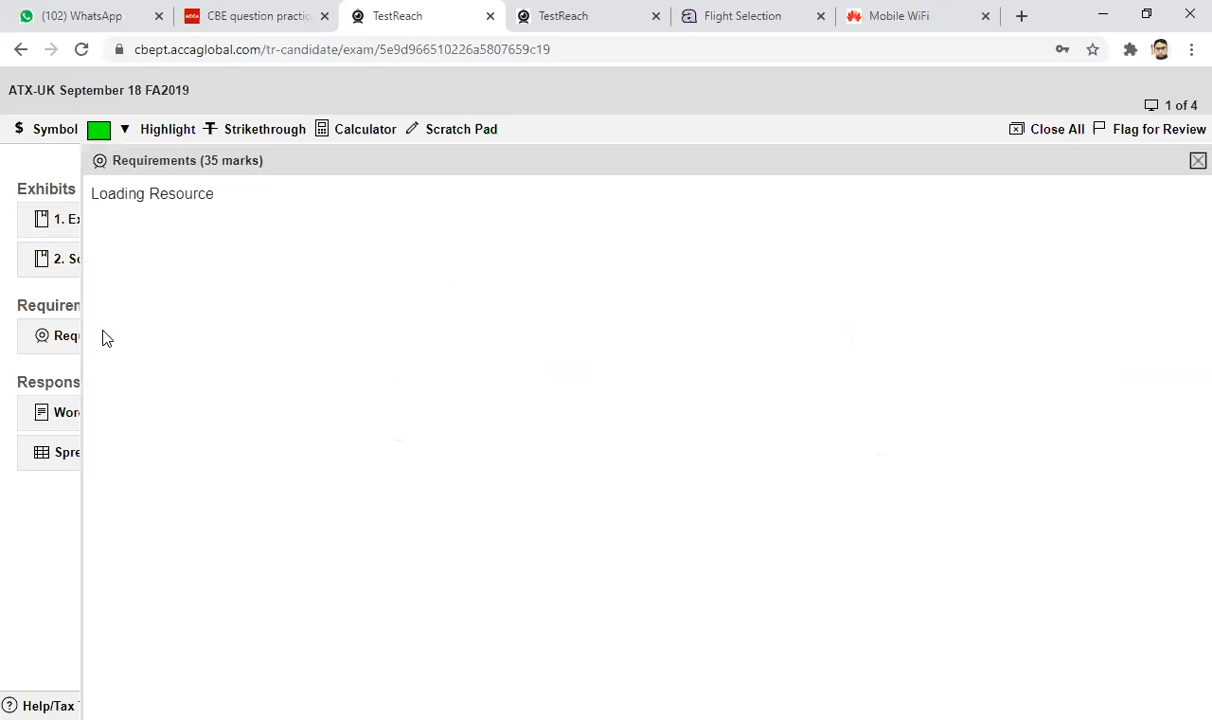 (102) WhatsApp
CBE question practic
TestReach
TestReach
Flight Selection
Mobile WiFi
cbept.accaglobal.com/tr-candidate/exam/5e9d966510226a5807659c19
ATX-UK September 18 FA2019
1 of 4
$ Symbol Highlight Strikethrough Calculator Scratch Pad Close All Flag for Review
Requirements (35 marks)
Loading Resource
Exhibits
1. Ex
2. So
Requiren
Requ
Respons
Wor
Spre
Help/Tax